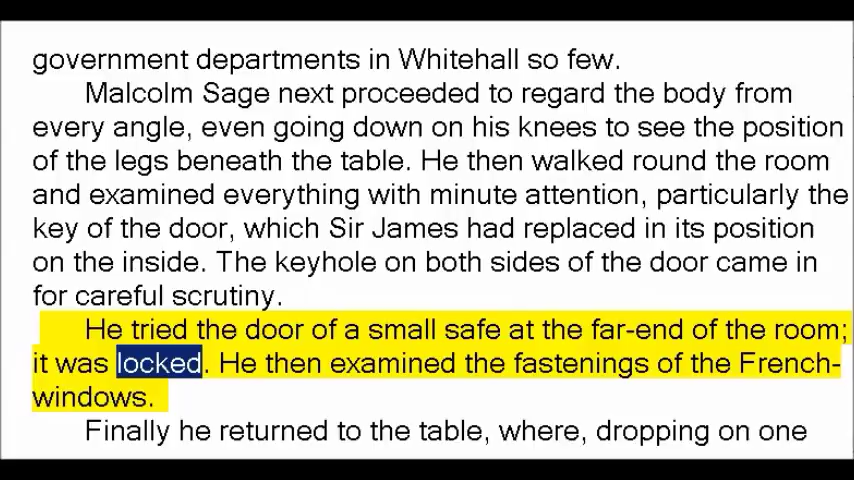 government departments in Whitehall so few.
Malcolm Sage next proceeded to regard the body from
every angle, even going down on his knees to see the position
of the legs beneath the table. He then walked round the room
and examined everything with minute attention, particularly the
key of the door, which Sir James had replaced in its position
on the inside. The keyhole on both sides of the door came in
for careful scrutiny.
He tried the door of a small safe at the far-end of the room;
it was locked. He then examined the fastenings of the French-
windows.
Finally he returned to the table, where, dropping on one